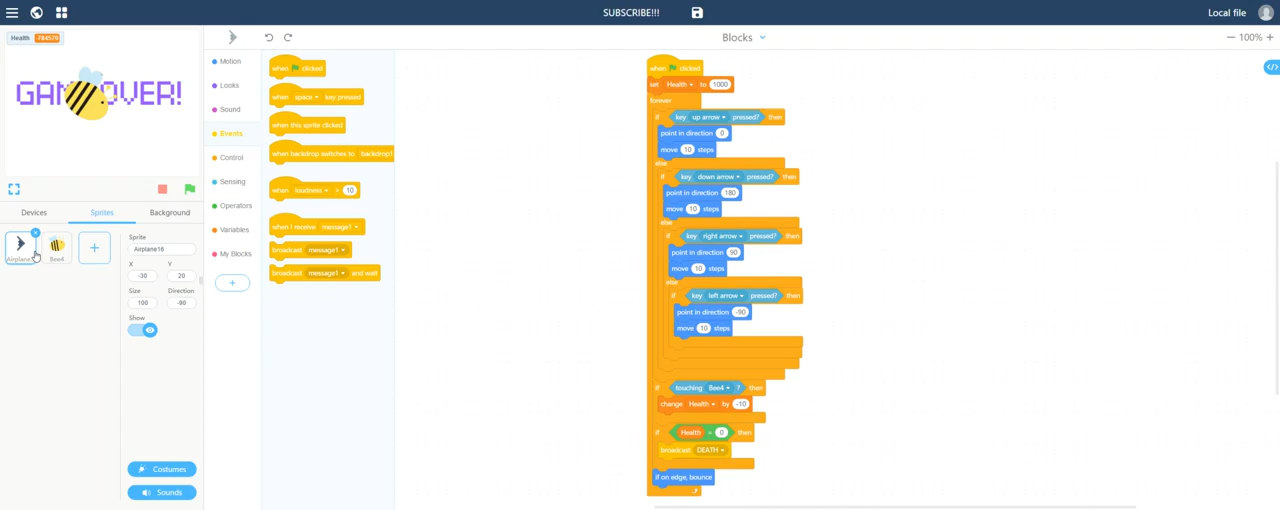 SUBSCRIBE!!!
Local file
Health -784570
GAM OVER!
Blocks
100%
Devices
Sprites
Background
Airplane
Bee4
Sprite
Airplane16
X
Y
-30
20
Size
Direction
100
-90
Show
Costumes
Sounds
Motion
Looks
Sound
Events
Control
Sensing
Operators
Variables
My Blocks
when clicked
when space key pressed
when this sprite clicked
when backdrop switches to backdrop1
when loudness > 10
when I receive message1
broadcast message1
broadcast message1 and wait
when clicked
set Health to 1000
forever
if key up arrow pressed? then
point in direction 0
move 10 steps
else
if key down arrow pressed? then
point in direction 180
move 10 steps
else
if key right arrow pressed? then
point in direction 90
move 10 steps
else
if key left arrow pressed? then
point in direction -90
move 10 steps
if touching Bee4 ? then
change Health by -10
if Health = 0 then
broadcast DEATH
if on edge, bounce